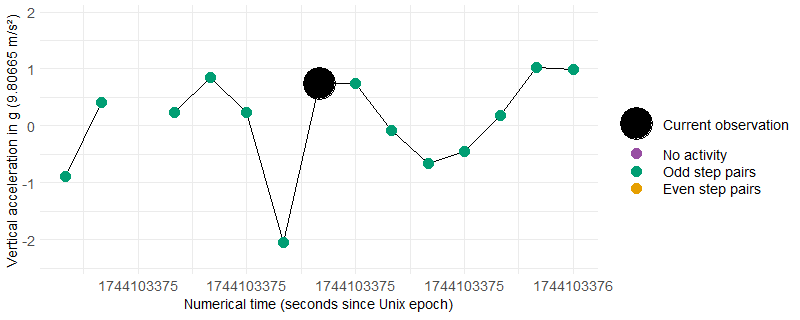 Vertical acceleration in g (9.80665 m/s²)
2
1
0
-1
-2
1744103375 1744103375 1744103375 1744103375 1744103376
Numerical time (seconds since Unix epoch)
Current observation
No activity
Odd step pairs
Even step pairs